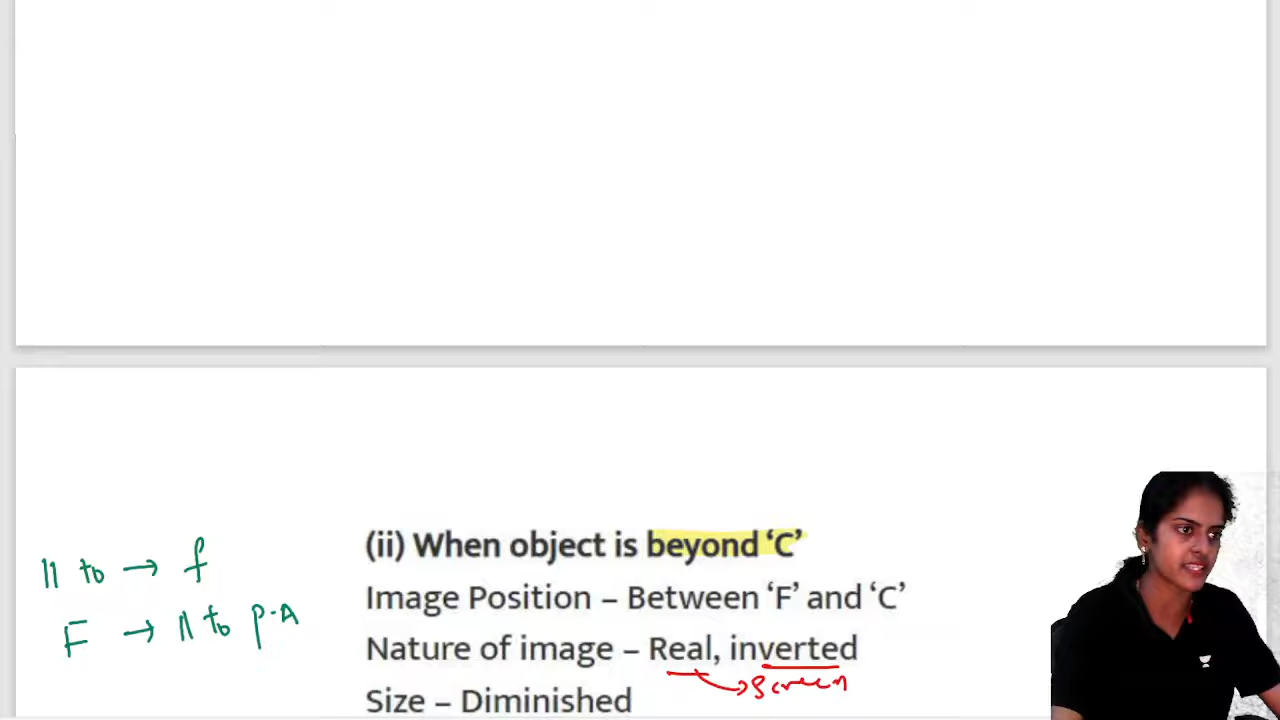 (ii) When object is beyond ‘C’
|| to → f
Image Position – Between ‘F’ and ‘C’
F → || to P.A
Nature of image – Real, inverted
→ screen
Size – Diminished